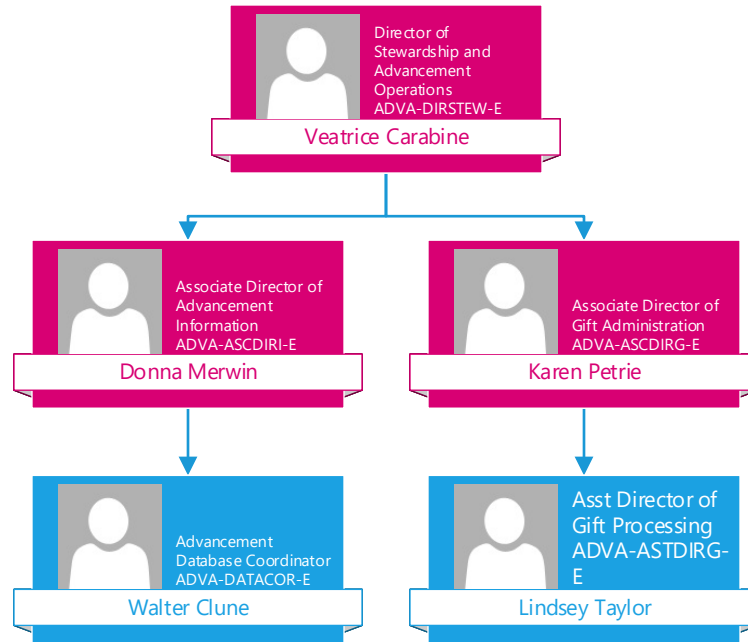 Director of
Stewardship and
Advancement
Operations
ADVA-DIRSTEW-E
Veatrice Carabine
Associate Director of
Advancement
Information
ADVA-ASCDIRI-E
Donna Merwin
Associate Director of
Gift Administration
ADVA-ASCDIRG-E
Karen Petrie
Advancement
Database Coordinator
ADVA-DATACOR-E
Walter Clune
Asst Director of
Gift Processing
ADVA-ASTDIRG-
E
Lindsey Taylor